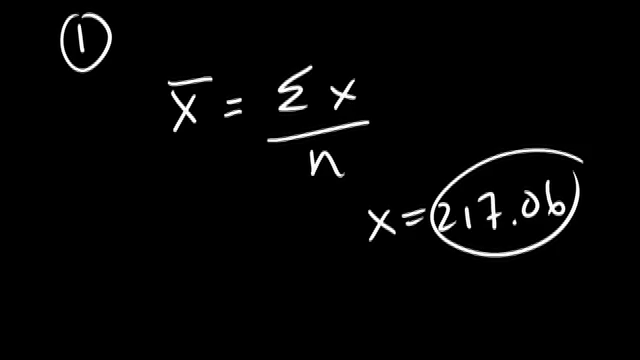 ①
X̄ = Σx / n
x = 217.06